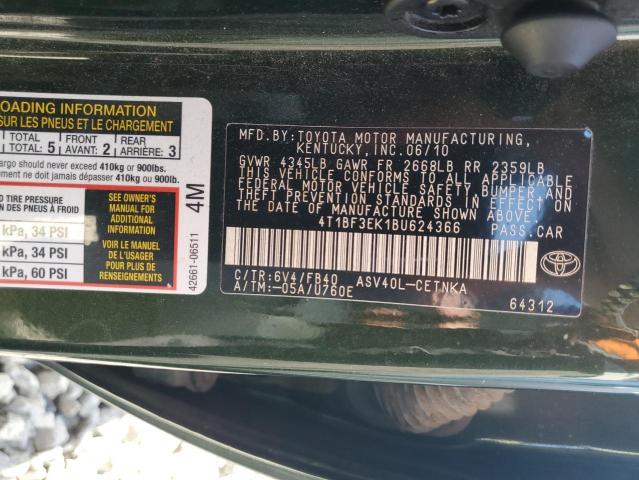 LOADING INFORMATION
SUR LES PNEUS ET LE CHARGEMENT
TOTAL 5
TOTAL: 5
FRONT 2
AVANT: 2
REAR 3
ARRIÈRE: 3
cargo should never exceed 410kg or 900lbs.
ne doit jamais dépasser 410kg ou 900lb.
TIRE PRESSURE
DES PNEUS À FROID
kPa, 34 PSI
kPa, 34 PSI
kPa, 60 PSI
SEE OWNER'S
MANUAL FOR
ADDITIONAL
INFORMATION
VOIR LE MANUEL
DE L'USAGER
POUR PLUS DE
RENSEIGNEMENTS
4M
42661-06511
MFD.BY:TOYOTA MOTOR MANUFACTURING,
KENTUCKY, INC.06/10
GVWR 4345LB GAWR FR 2668LB RR 2359LB
THIS VEHICLE CONFORMS TO ALL APPLICABLE
FEDERAL MOTOR VEHICLE SAFETY, BUMPER, AND
THEFT PREVENTION STANDARDS IN EFFECT ON
THE DATE OF MANUFACTURE SHOWN ABOVE.
4T1BF3EK1BU624366 PASS.CAR
C/TR:6V4/FB40 ASV40L-CETNKA
A/TM:-05A/U760E
64312
TOYOTA